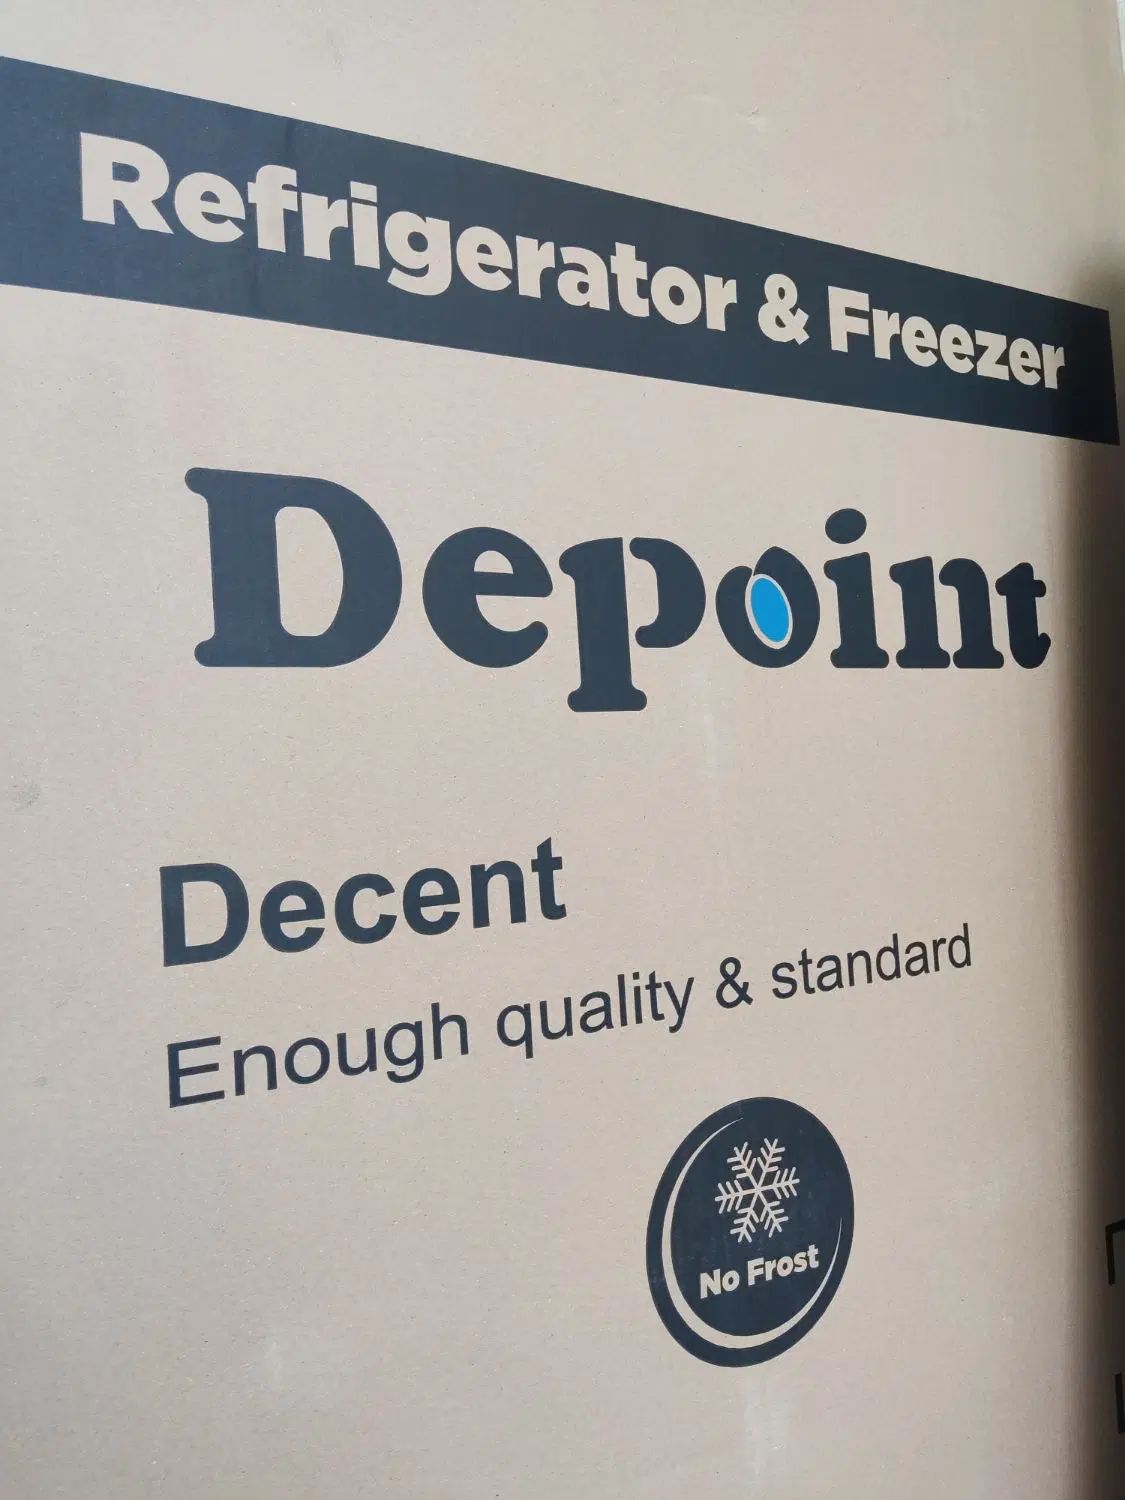 Refrigerator & Freezer
Depoint
Decent
Enough quality & standard
No Frost